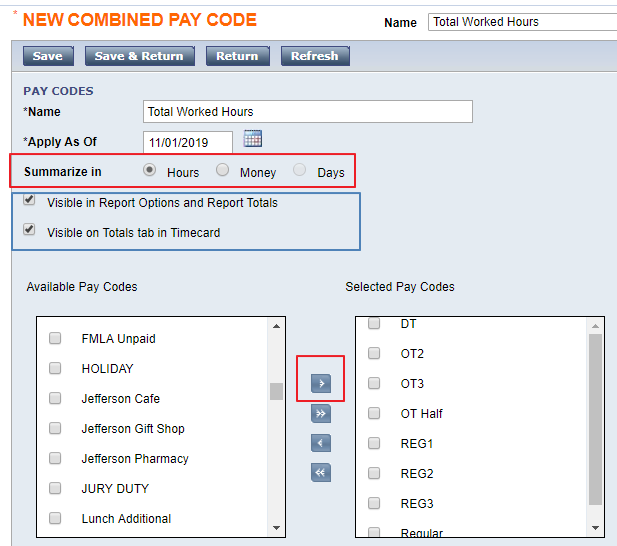 * NEW COMBINED PAY CODE Name Total Worked Hours
Save Save & Return Return Refresh
PAY CODES
*Name Total Worked Hours
*Apply As Of 11/01/2019
Summarize in Hours Money Days
Visible in Report Options and Report Totals
Visible on Totals tab in Timecard
Available Pay Codes
FMLA Unpaid
HOLIDAY
Jefferson Cafe
Jefferson Gift Shop
Jefferson Pharmacy
JURY DUTY
Lunch Additional
Selected Pay Codes
DT
OT2
OT3
OT Half
REG1
REG2
REG3
Regular